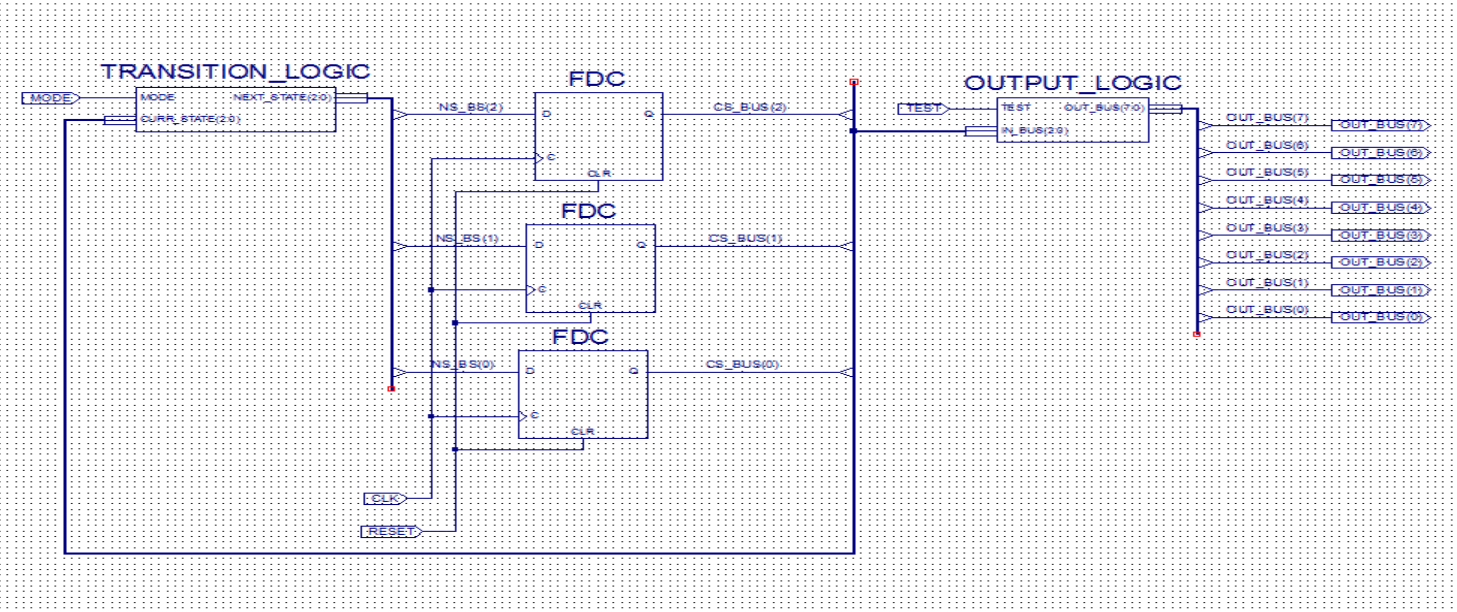 TRANSITION_LOGIC
MODE
MODE
NEXT_STATE(2:0)
CURR_STATE(2:0)
NS_BS(2)
FDC
D
Q
C
CLR
CS_BUS(2)
NS_BS(1)
FDC
D
Q
C
CLR
CS_BUS(1)
NS_BS(0)
FDC
D
Q
C
CLR
CS_BUS(0)
CLK
RESET
OUTPUT_LOGIC
TEST
TEST
OUT_BUS(7:0)
IN_BUS(2:0)
OUT_BUS(7)
OUT_BUS(7)
OUT_BUS(6)
OUT_BUS(6)
OUT_BUS(5)
OUT_BUS(5)
OUT_BUS(4)
OUT_BUS(4)
OUT_BUS(3)
OUT_BUS(3)
OUT_BUS(2)
OUT_BUS(2)
OUT_BUS(1)
OUT_BUS(1)
OUT_BUS(0)
OUT_BUS(0)